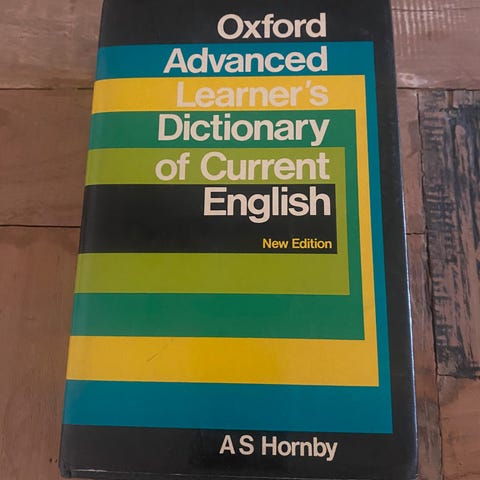 Oxford
Advanced
Learner's
Dictionary
of Current
English
New Edition
A S Hornby